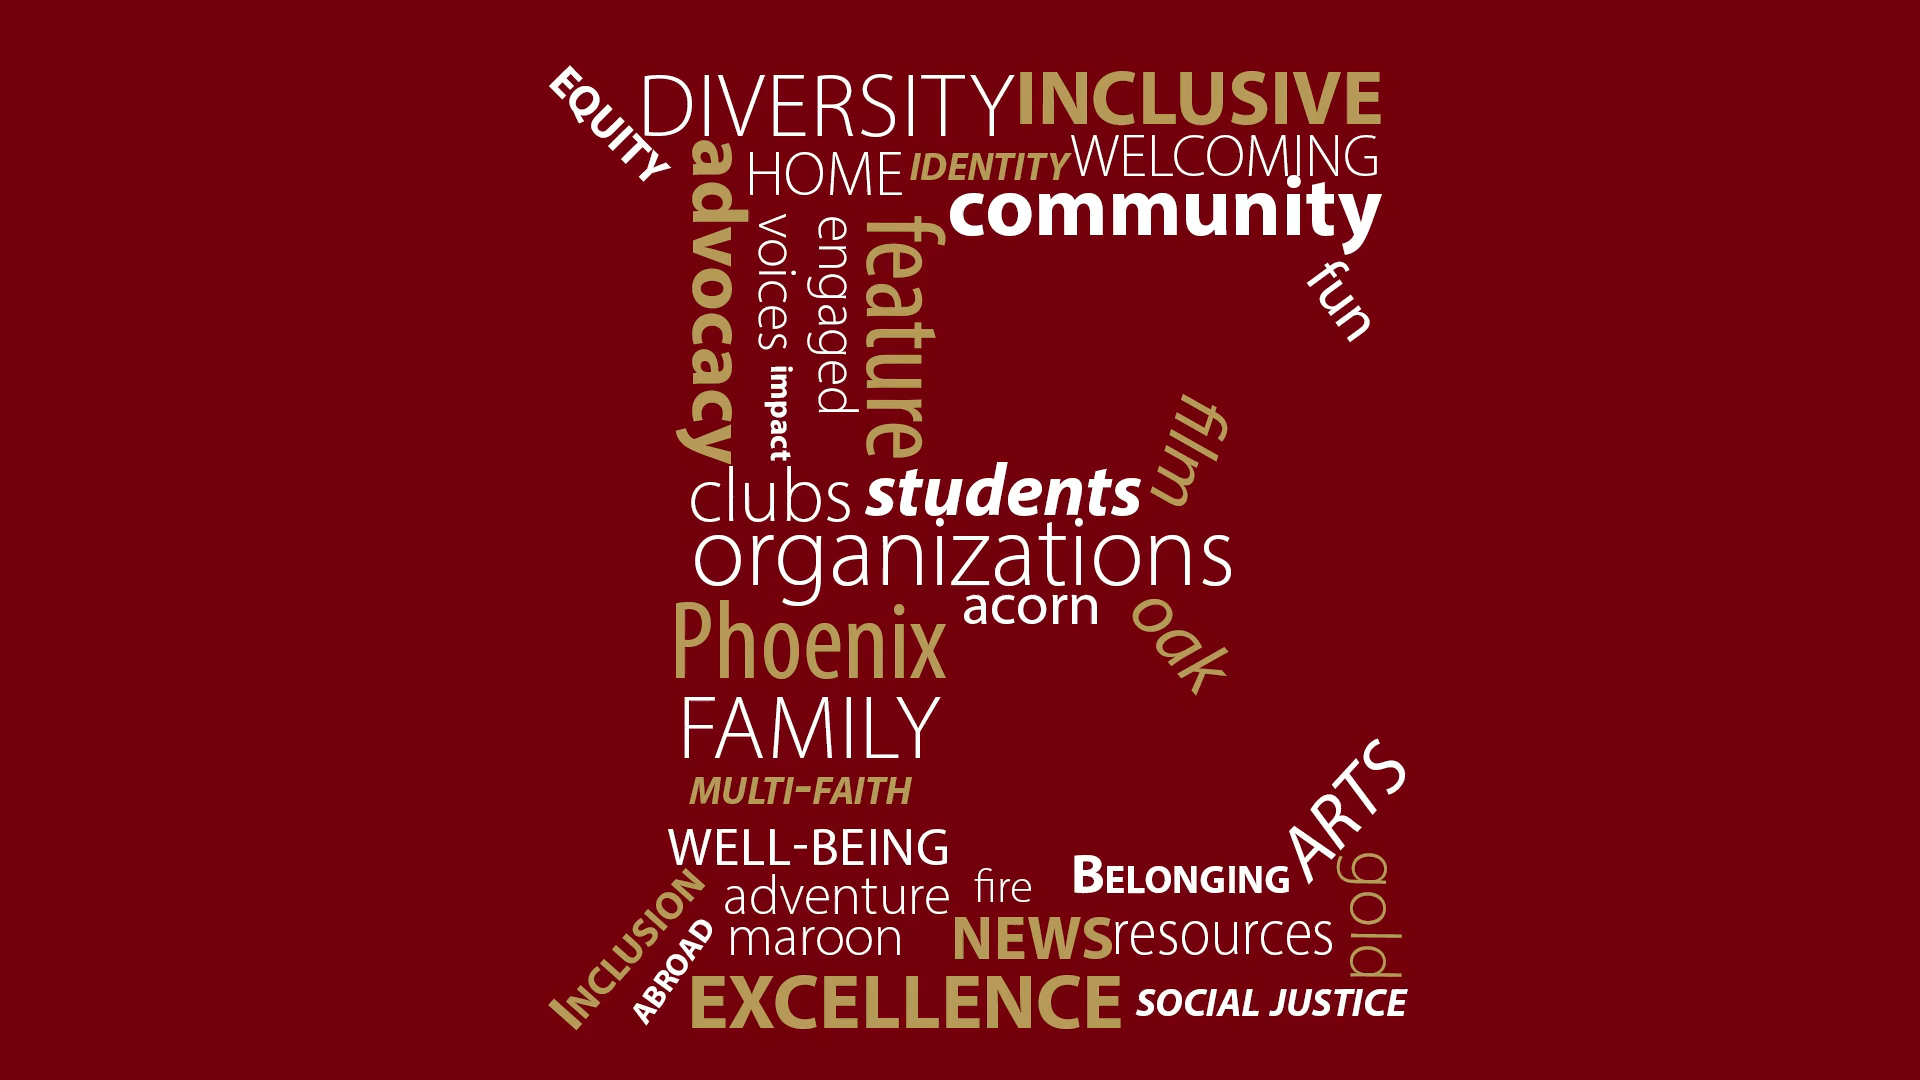 EQUITY
DIVERSITY INCLUSIVE
HOME IDENTITY WELCOMING
community
advocacy
voices
impact
engaged
feature
fun
film
clubs students
organizations
acorn
oak
Phoenix
FAMILY
MULTI-FAITH
WELL-BEING
ARTS
adventure fire BELONGING
gold
INCLUSION
ABROAD
maroon NEWS resources
EXCELLENCE SOCIAL JUSTICE